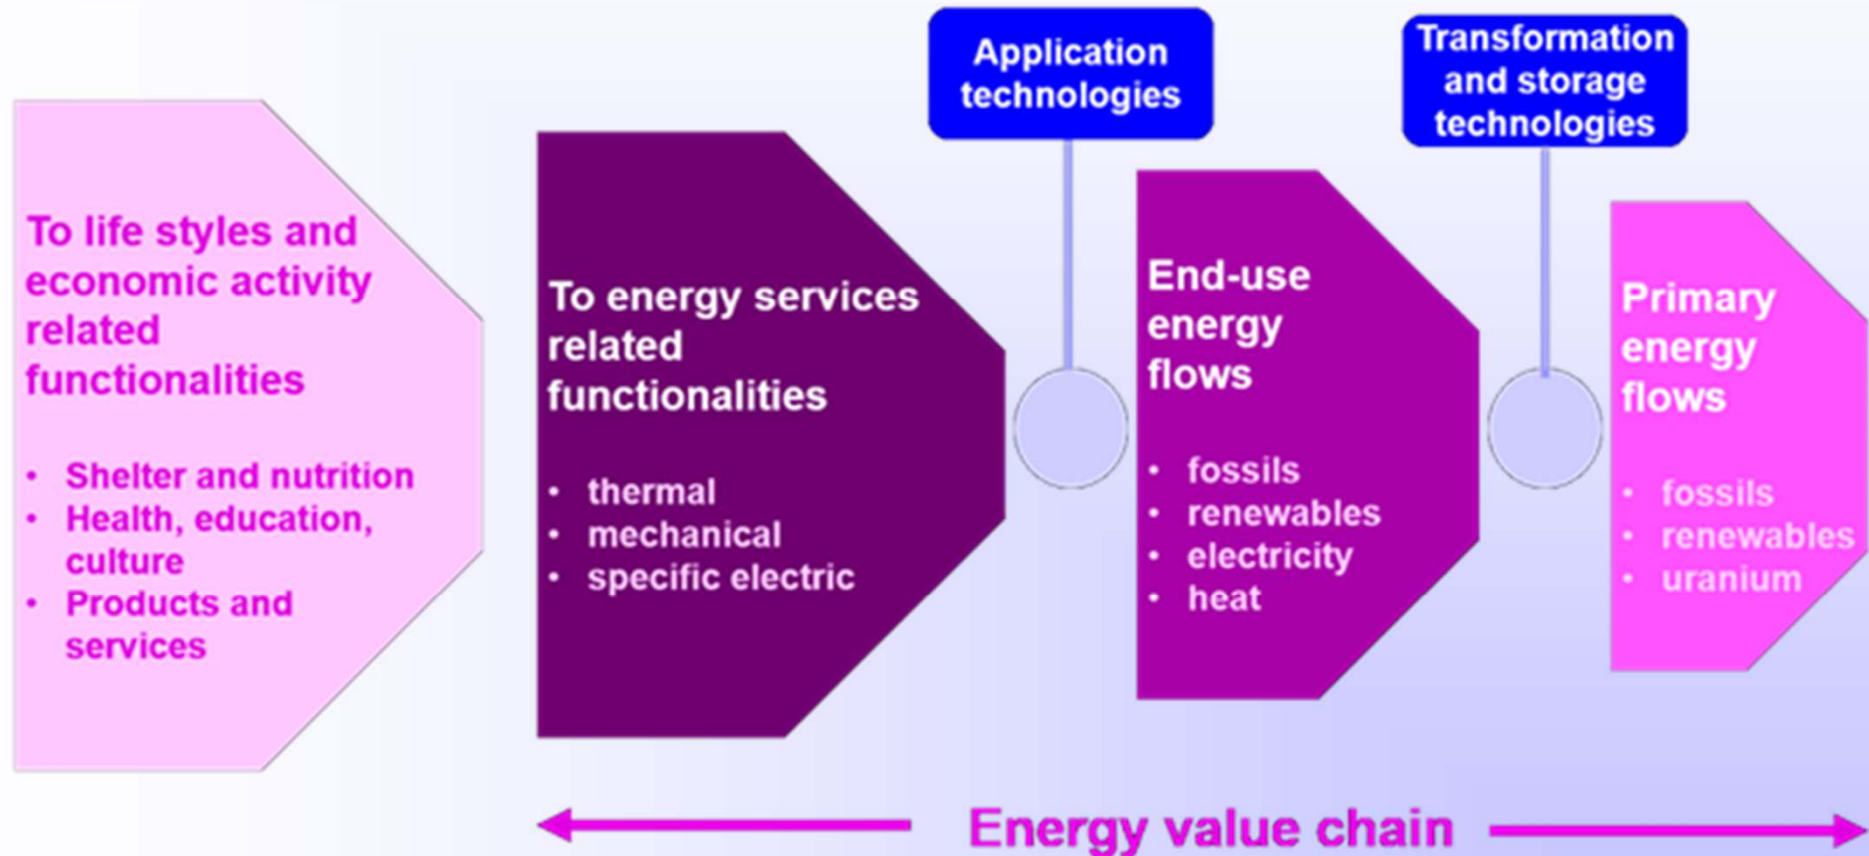 Application
technologies
Transformation
and storage
technologies
To life styles and
economic activity
related
functionalities
• Shelter and nutrition
• Health, education,
culture
• Products and
services
To energy services
related
functionalities
• thermal
• mechanical
• specific electric
End-use
energy
flows
• fossils
• renewables
• electricity
• heat
Primary
energy
flows
• fossils
• renewables
• uranium
Energy value chain